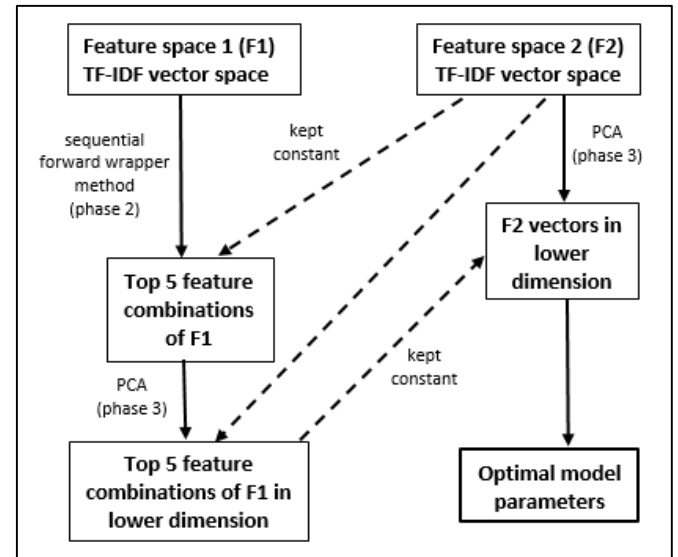 Feature space 1 (F1)
TF-IDF vector space
Feature space 2 (F2)
TF-IDF vector space
sequential
forward wrapper
method
(phase 2)
kept
constant
PCA
(phase 3)
F2 vectors in
lower
dimension
Top 5 feature
combinations
of F1
PCA
(phase 3)
kept
constant
Top 5 feature
combinations of F1 in
lower dimension
Optimal model
parameters